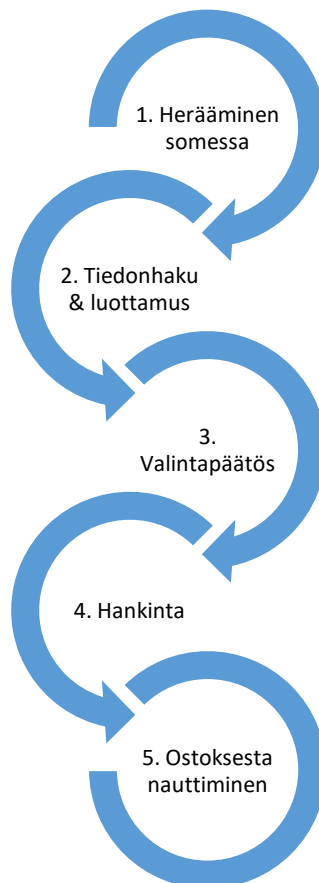 1. Herääminen
somessa
2. Tiedonhaku
& luottamus
3.
Valintapäätös
4. Hankinta
5. Ostoksesta
nauttiminen